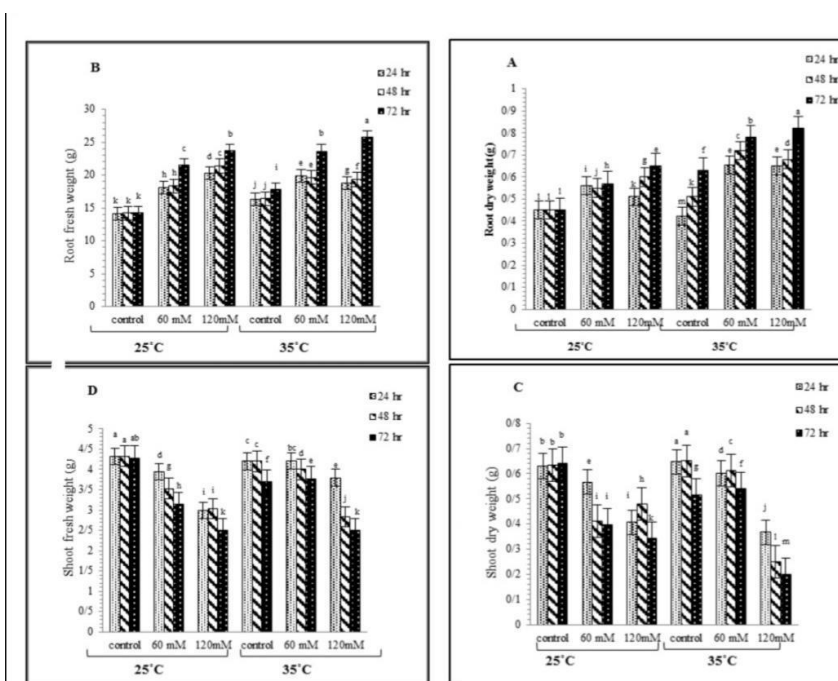 B
24 hr
48 hr
72 hr
Root fresh weight (g)
30
25
20
15
10
5
0
k k k h h c d c b j j i e e b g f a
control 60 mM 120mM control 60 mM 120mM
25˚C 35˚C
A
24 hr
48 hr
72 hr
Root dry weight(g)
1
0/9
0/8
0/7
0/6
0/5
0/4
0/3
0/2
0/1
0
l l l i j h k g e m k f e c b e d a
control 60 mM 120mM control 60 mM 120mM
25˚C 35˚C
D
24 hr
48 hr
72 hr
Shoot fresh weight (g)
5
4/5
4
3/5
3
2/5
2
1/5
1
0/5
0
a a ab d g h i i k c c f bc d e e j k
control 60 mM 120mM control 60 mM 120mM
25˚C 35˚C
C
24 hr
48 hr
72 hr
Shoot dry weight (g)
0/8
0/7
0/6
0/5
0/4
0/3
0/2
0/1
0
b b b e i i i h k a a g d c f j l m
control 60 mM 120mM control 60 mM 120mM
25˚C 35˚C